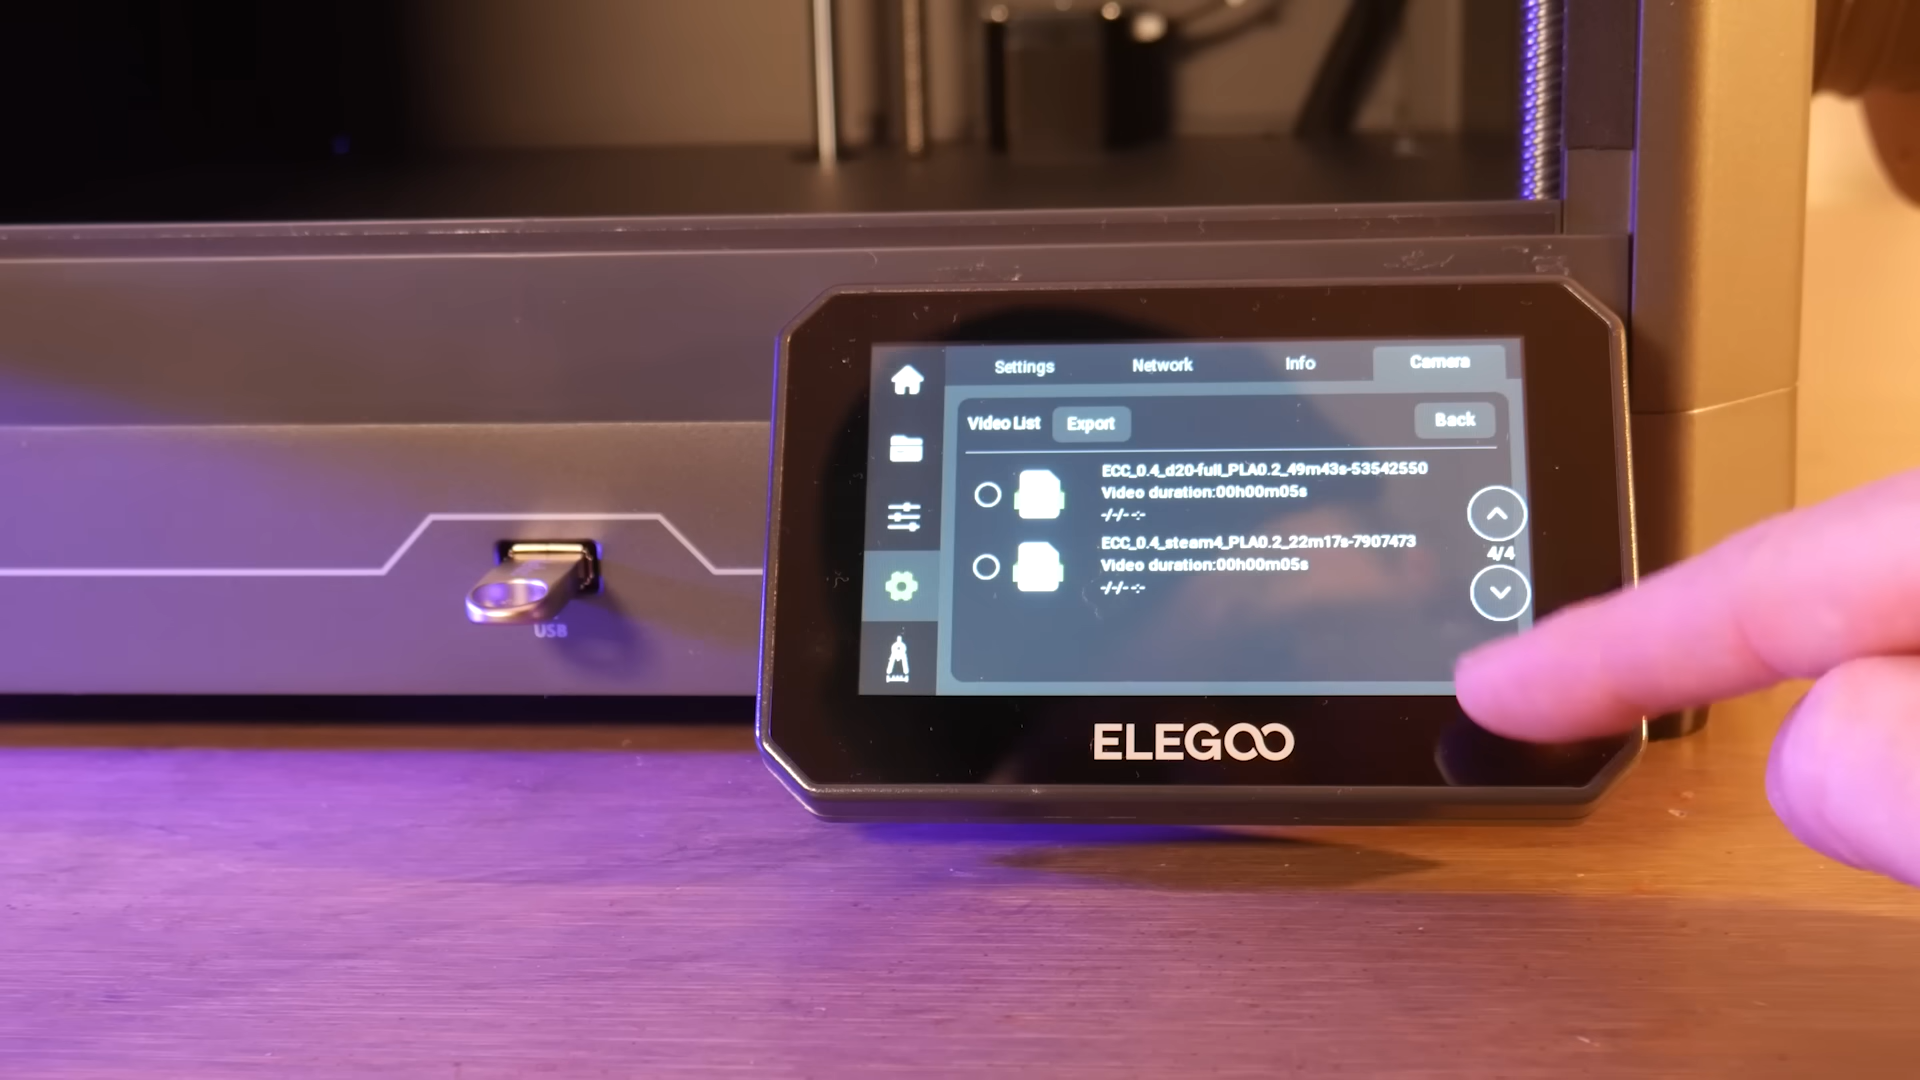 Settings Network Info Camera
Video List Export Back
ECC_0.4_d20-full_PLA0.2_49m43s-53542550
Video duration:00h00m05s
-/-/- -:-
ECC_0.4_steam4_PLA0.2_22m17s-7907473
Video duration:00h00m05s
-/-/- -:-
4/4
USB
ELEGOO